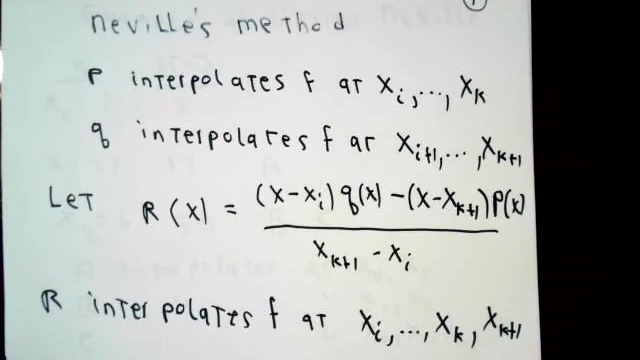 neville's method
P interpolates f at x_i,...,x_k
q interpolates f at x_{i+1},...,x_{k+1}
Let R(x) = \frac{(x-x_i)q(x)-(x-x_{k+1})P(x)}{x_{k+1}-x_i}
R interpolates f at x_i,...,x_k,x_{k+1}